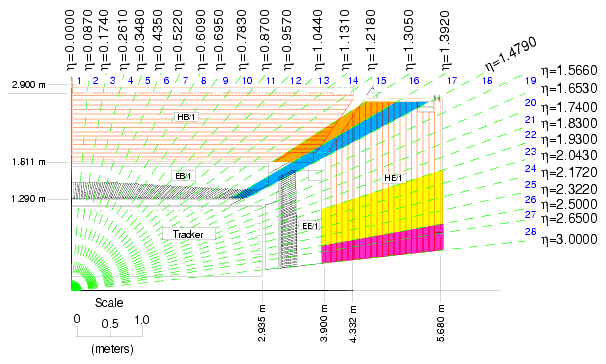 η=0.0000
η=0.0870
η=0.1740
η=0.2610
η=0.3480
η=0.4350
η=0.5220
η=0.6090
η=0.6950
η=0.7830
η=0.8700
η=0.9570
η=1.0440
η=1.1310
η=1.2180
η=1.3050
η=1.3920
η=1.4790
1 2 3 4 5 6 7 8 9 10 11 12 13 14 15 16 17 18 19
η=1.5660
2.900 m
η=1.6530
20 η=1.7400
HB/1
21 η=1.8300
22 η=1.9300
23 η=2.0430
1.811 m
24 η=2.1720
EB/1
HE/1
25 η=2.3220
1.290 m
26 η=2.5000
27 η=2.6500
EE/1
Tracker
28 η=3.0000
Scale
0 0.5 1.0
(meters)
2.935 m
3.900 m
4.332 m
5.680 m